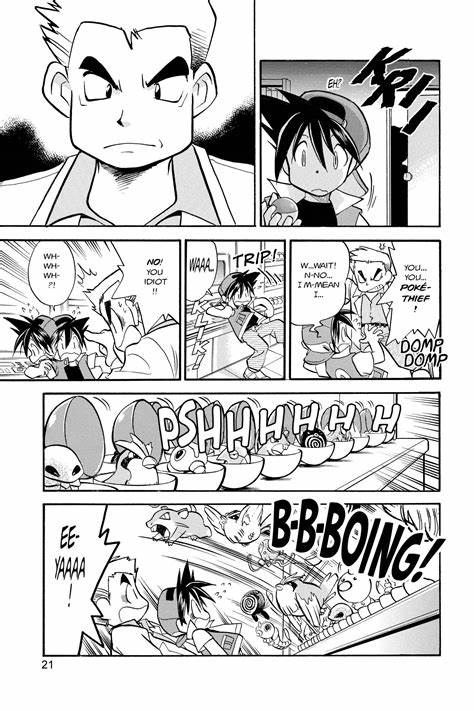 KRII
EH?
YOU...
YOU...
POKÉ-
THIEF!
DOMP
DOMP
W...WAIT!
N-NO...
I M-MEAN
I...
TRIP!
WAAA...
NO!
YOU
IDIOT!!
WH-
WH-
WH-
?!
PSHHHHHHH
B-B-BOING!
EE-
YAAAA
!
21